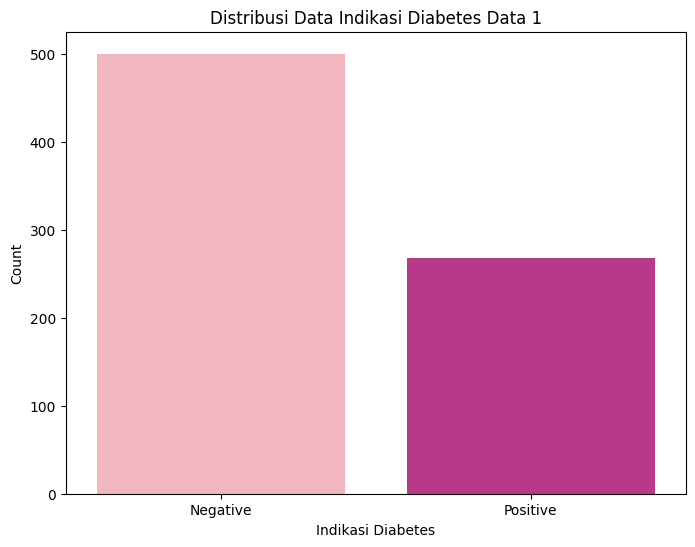 Distribusi Data Indikasi Diabetes Data 1
500
400
300
200
100
0
Count
Negative
Positive
Indikasi Diabetes